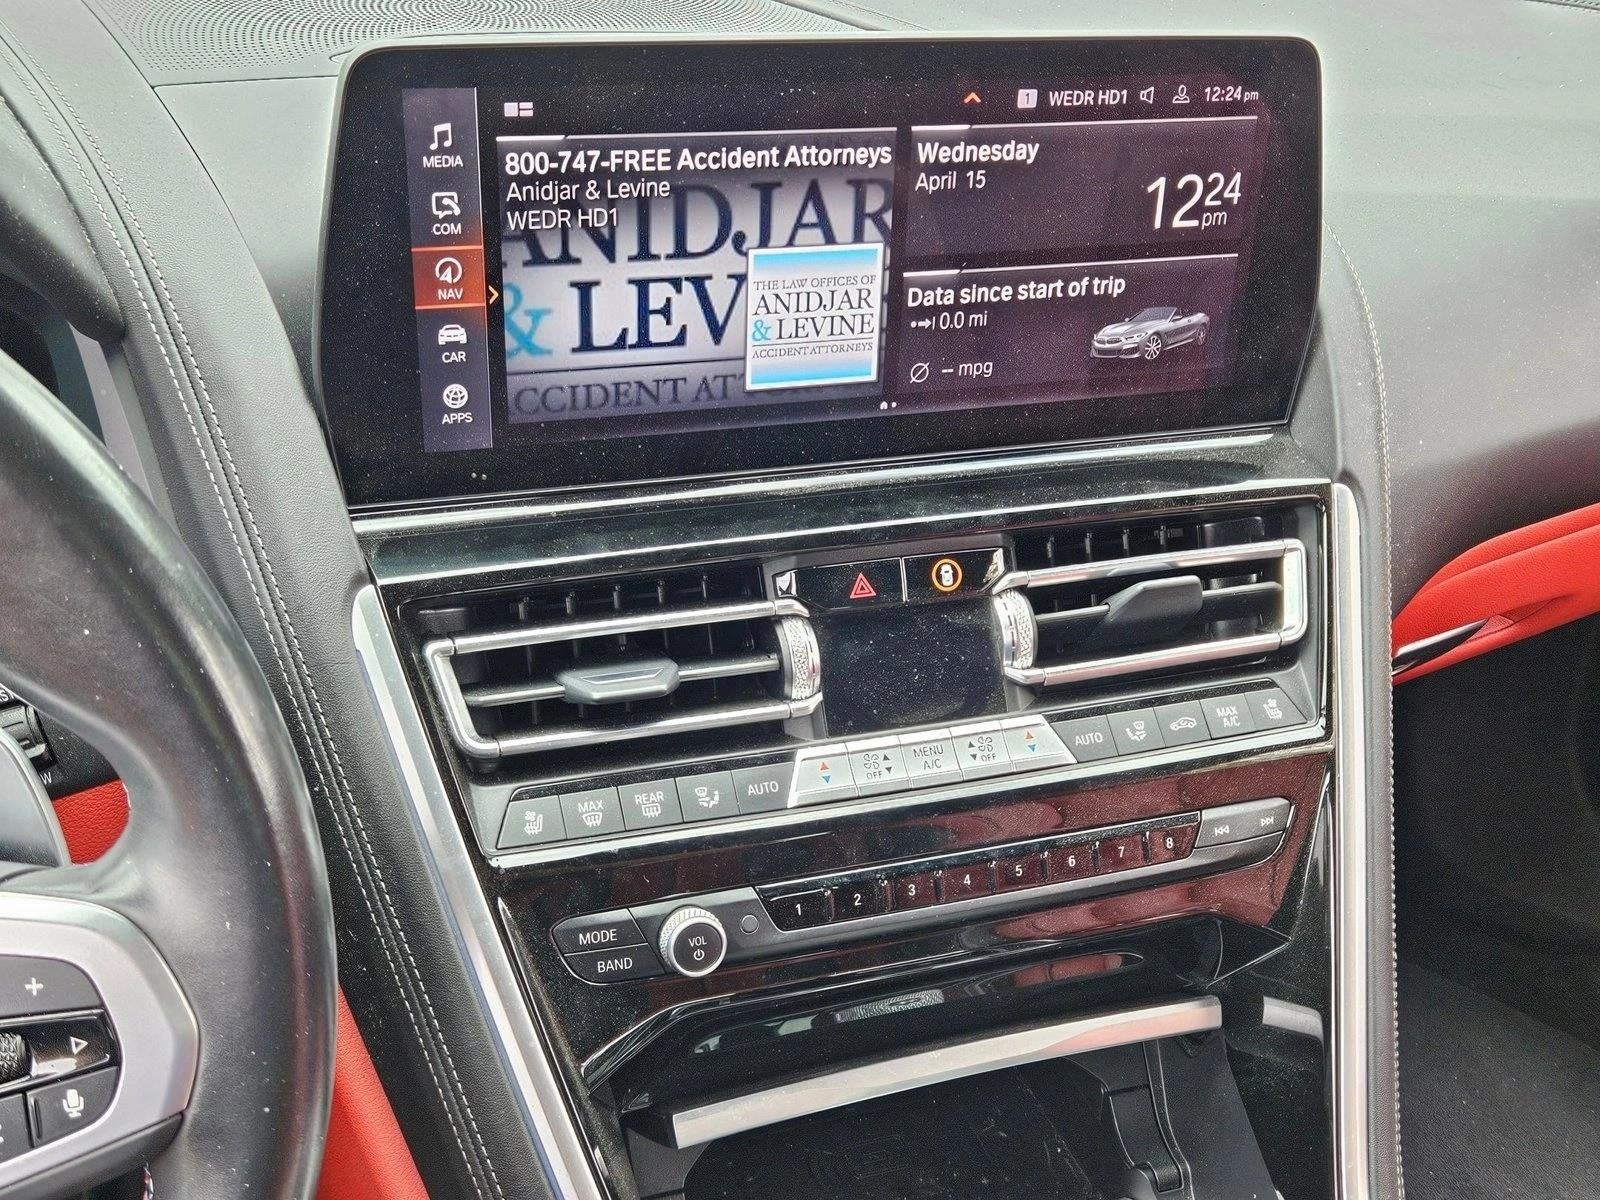 1 WEDR HD1 12:24 pm
MEDIA
COM
NAV
CAR
APPS
800-747-FREE Accident Attorneys
Anidjar & Levine
WEDR HD1
ANIDJAR
& LEV
ACCIDENT AT
THE LAW OFFICES OF
ANIDJAR
& LEVINE
ACCIDENT ATTORNEYS
Wednesday
April 15
12 24 pm
Data since start of trip
0.0 mi
-- mpg
MAX
REAR
AUTO
OFF
MENU
A/C
OFF
AUTO
MAX
A/C
MODE
BAND
VOL
1 2 3 4 5 6 7 8
+